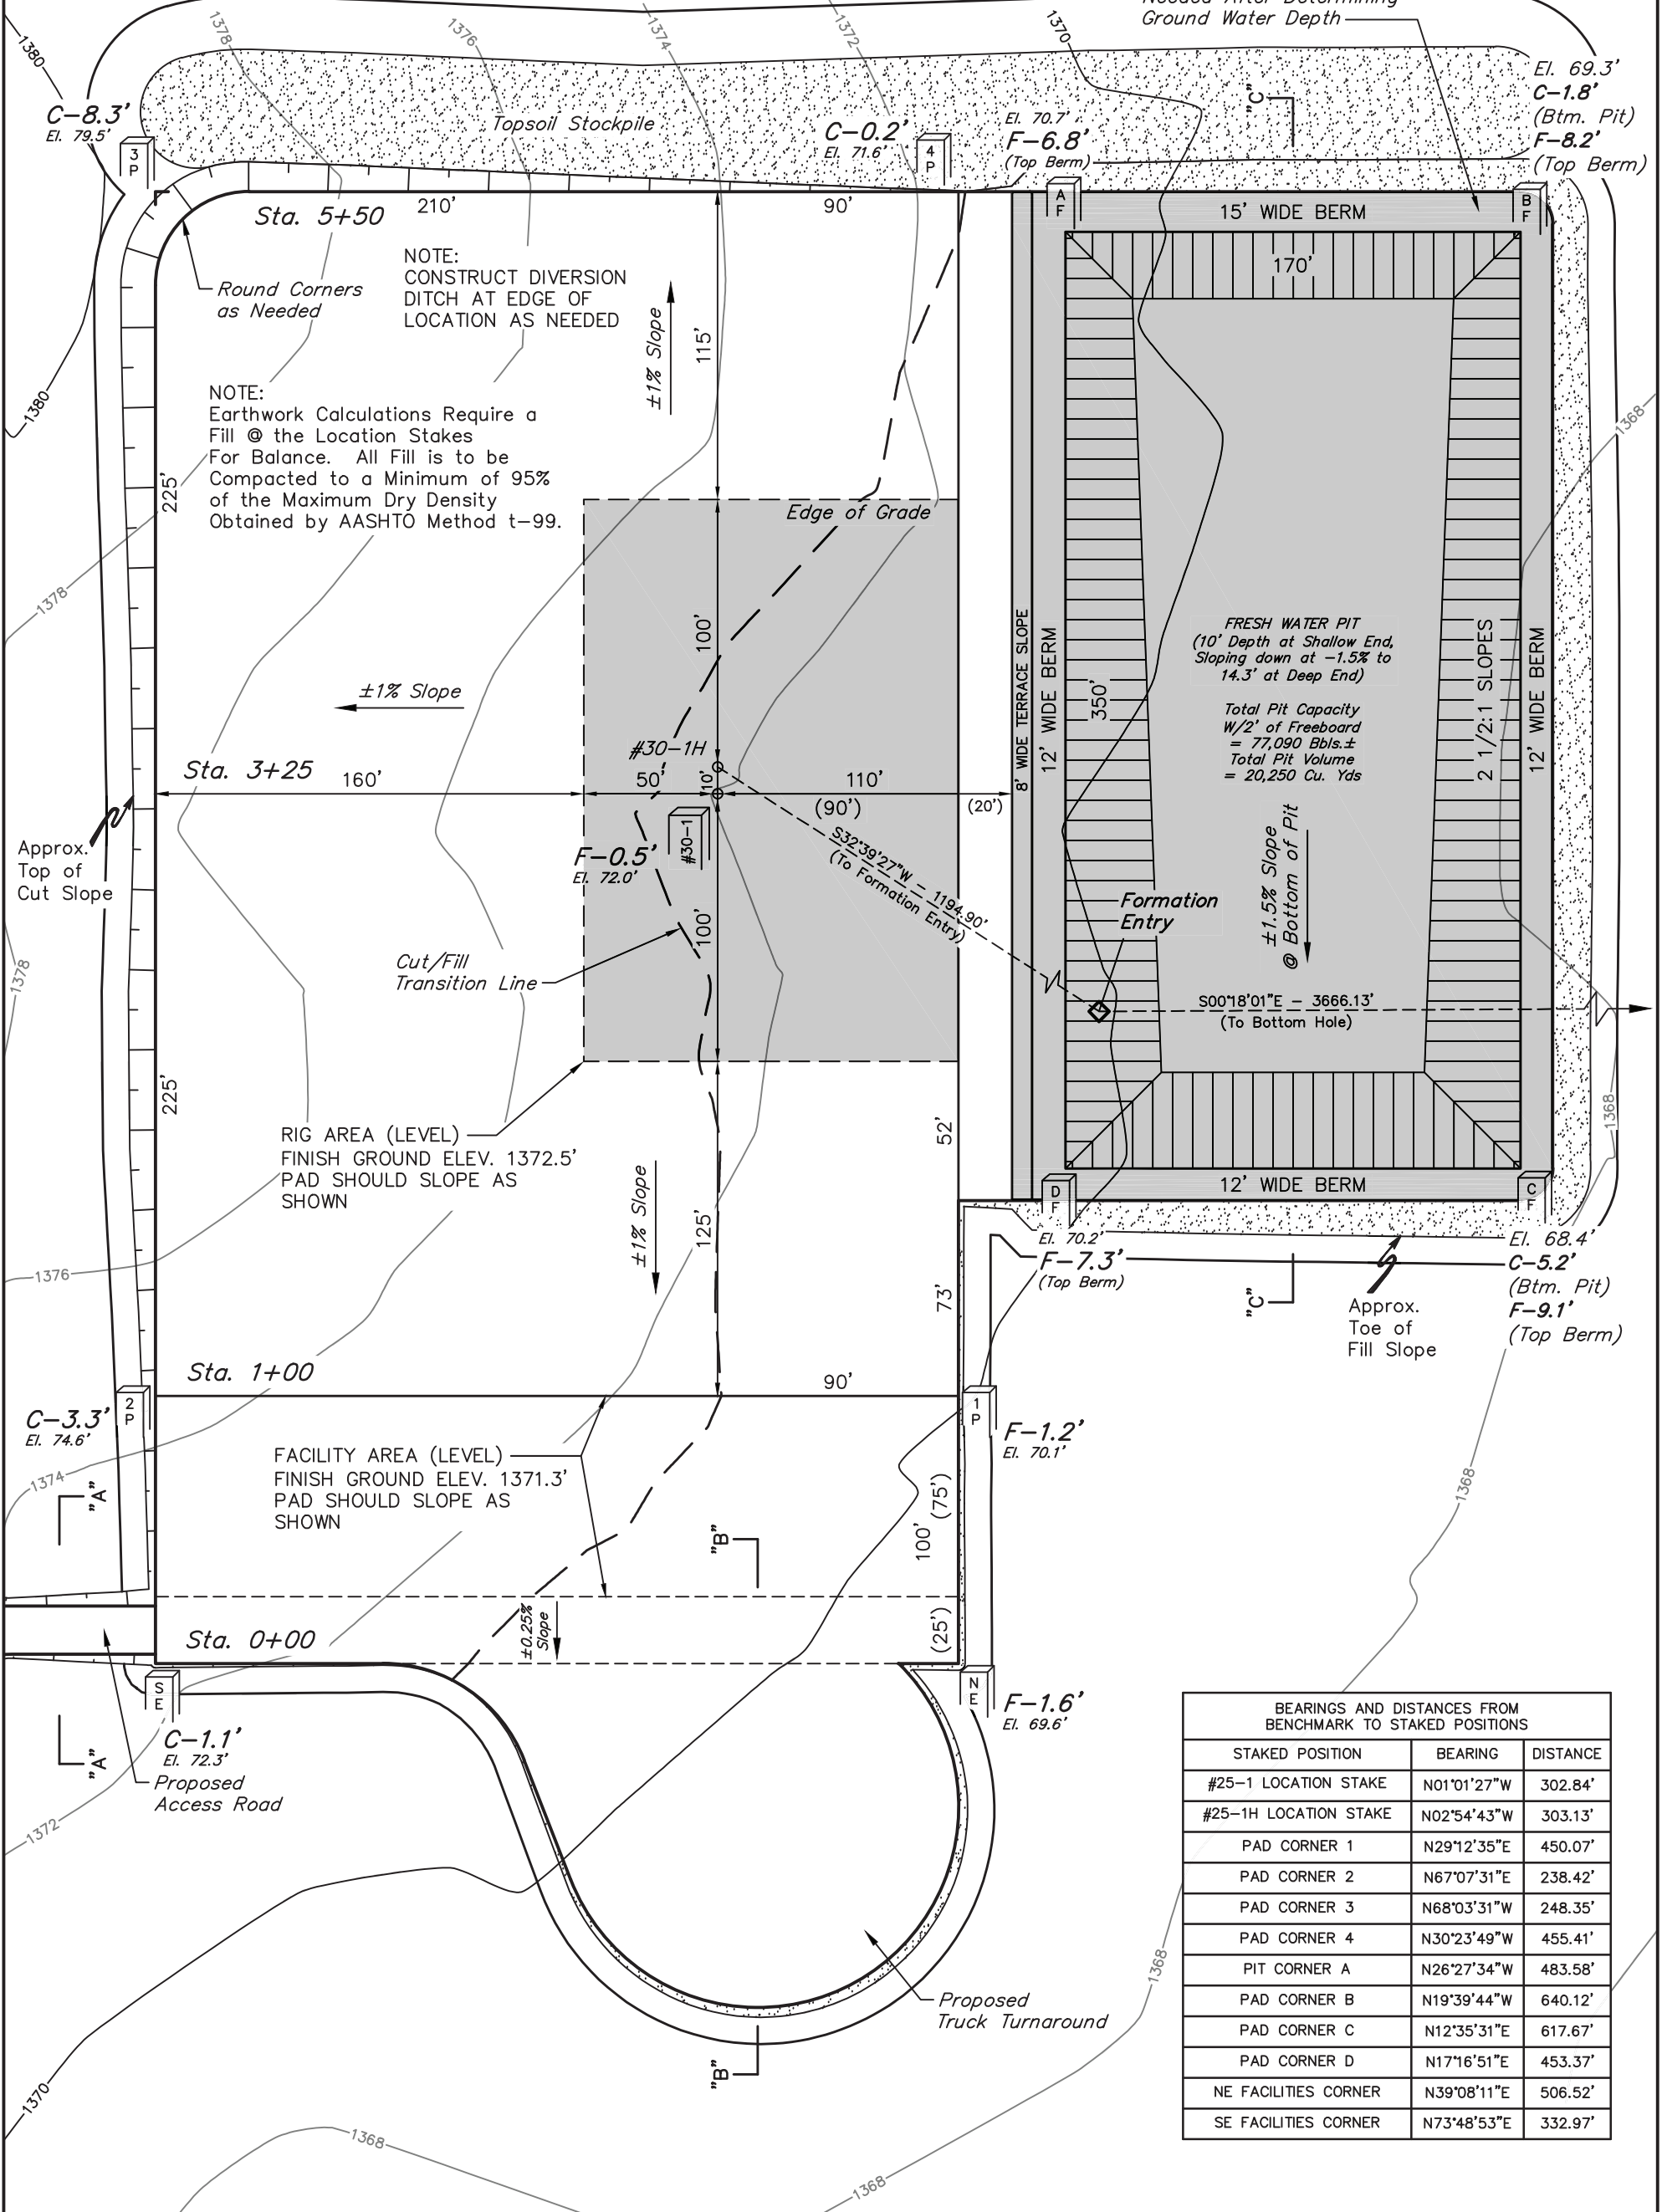 Needed After Determining
Ground Water Depth
1380
1378
1376
1374
1372
1370
El. 69.3'
C-1.8'
(Btm. Pit)
F-8.2'
(Top Berm)
C-8.3'
El. 79.5'
3
P
Topsoil Stockpile
C-0.2'
El. 71.6'
4
P
El. 70.7'
F-6.8'
(Top Berm)
"C"
A
F
B
F
Sta. 5+50
210'
90'
15' WIDE BERM
170'
Round Corners
as Needed
NOTE:
CONSTRUCT DIVERSION
DITCH AT EDGE OF
LOCATION AS NEEDED
±1% Slope
115'
1380
NOTE:
Earthwork Calculations Require a
Fill @ the Location Stakes
For Balance. All Fill is to be
Compacted to a Minimum of 95%
of the Maximum Dry Density
Obtained by AASHTO Method t-99.
225'
1368
Edge of Grade
1378
100'
8' WIDE TERRACE SLOPE
12' WIDE BERM
350'
FRESH WATER PIT
(10' Depth at Shallow End,
Sloping down at -1.5% to
14.3' at Deep End)
Total Pit Capacity
W/2' of Freeboard
= 77,090 Bbls.±
Total Pit Volume
= 20,250 Cu. Yds
2 1/2:1 SLOPES
12' WIDE BERM
±1% Slope
#30-1H
Sta. 3+25
160'
50'
10'
110'
(90')
(20')
#30-1
F-0.5'
El. 72.0'
S32°39'27"W - 1194.90'
(To Formation Entry)
Approx.
Top of
Cut Slope
±1.5% Slope
@ Bottom of Pit
Formation
Entry
100'
Cut/Fill
Transition Line
1378
S00°18'01"E - 3666.13'
(To Bottom Hole)
225'
1368
52'
RIG AREA (LEVEL)
FINISH GROUND ELEV. 1372.5'
PAD SHOULD SLOPE AS
SHOWN
±1% Slope
125'
12' WIDE BERM
D
F
C
F
El. 70.2'
F-7.3'
(Top Berm)
El. 68.4'
C-5.2'
(Btm. Pit)
F-9.1'
(Top Berm)
1376
73'
"C"
Approx.
Toe of
Fill Slope
Sta. 1+00
90'
2
P
1
P
C-3.3'
El. 74.6'
F-1.2'
El. 70.1'
FACILITY AREA (LEVEL)
FINISH GROUND ELEV. 1371.3'
PAD SHOULD SLOPE AS
SHOWN
1374
"A"
(75')
100'
1368
"B"
±0.25%
Slope
(25')
Sta. 0+00
S
E
N
E
C-1.1'
El. 72.3'
F-1.6'
El. 69.6'
"A"
Proposed
Access Road
1372
BEARINGS AND DISTANCES FROM
BENCHMARK TO STAKED POSITIONS
STAKED POSITION BEARING DISTANCE
#25-1 LOCATION STAKE N01°01'27"W 302.84'
#25-1H LOCATION STAKE N02°54'43"W 303.13'
PAD CORNER 1 N29°12'35"E 450.07'
PAD CORNER 2 N67°07'31"E 238.42'
PAD CORNER 3 N68°03'31"W 248.35'
PAD CORNER 4 N30°23'49"W 455.41'
PIT CORNER A N26°27'34"W 483.58'
PAD CORNER B N19°39'44"W 640.12'
PAD CORNER C N12°35'31"E 617.67'
PAD CORNER D N17°16'51"E 453.37'
NE FACILITIES CORNER N39°08'11"E 506.52'
SE FACILITIES CORNER N73°48'53"E 332.97'
1368
Proposed
Truck Turnaround
"B"
1370
1368
1368